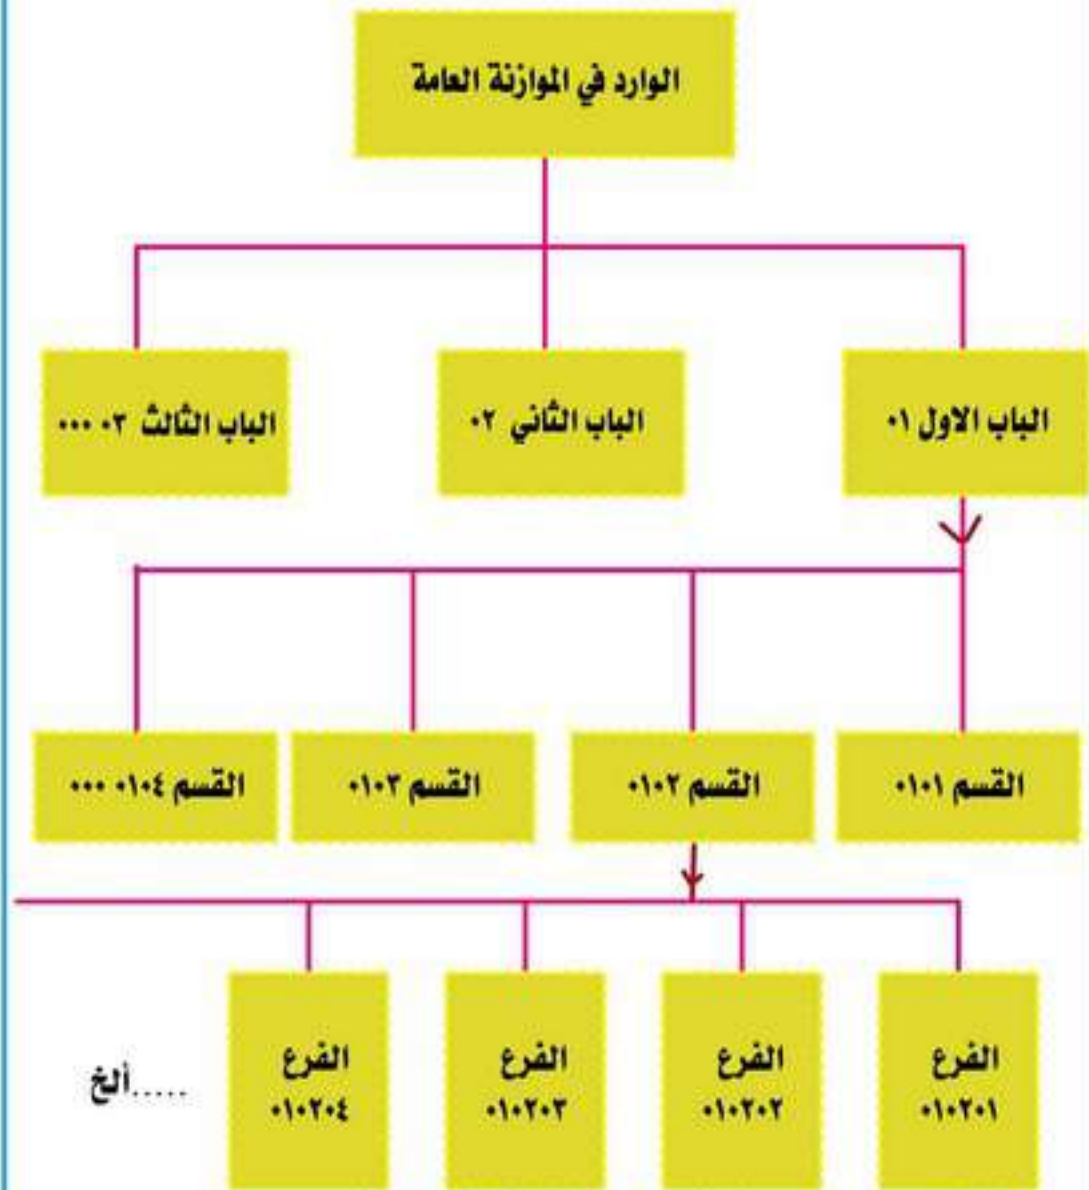 الوارد في الموازنة العامة
الباب الاول ٠١
الباب الثاني ٠٢
الباب الثالث ٠٣ ...
القسم ٠١٠١
القسم ٠١٠٢
القسم ٠١٠٣
القسم ٠١٠٤ ...
الفرع
٠١٠٢٠١
الفرع
٠١٠٢٠٢
الفرع
٠١٠٢٠٣
الفرع
٠١٠٢٠٤
.....ألخ